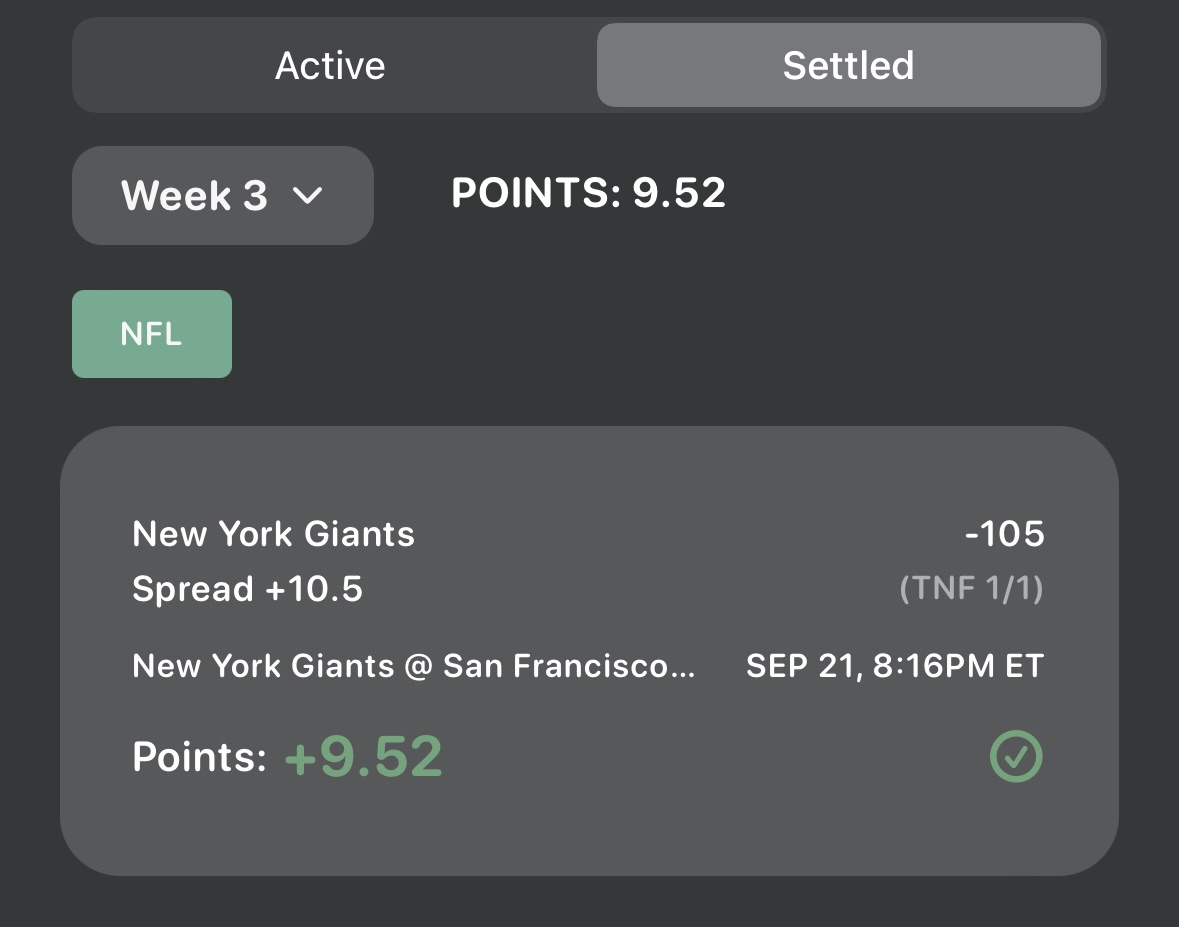 Active Settled
Week 3 POINTS: 9.52
NFL
New York Giants -105
Spread +10.5 (TNF 1/1)
New York Giants @ San Francisco... SEP 21, 8:16PM ET
Points: +9.52